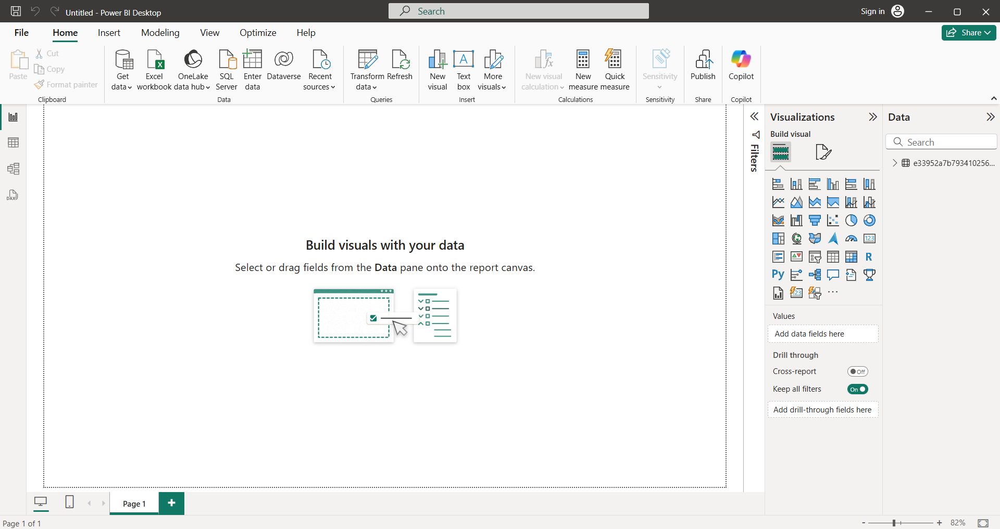 Untitled - Power BI Desktop
Search
Sign in
File
Home
Insert
Modeling
View
Optimize
Help
Share
Paste
Cut
Copy
Format painter
Clipboard
Get
data
Excel
workbook
OneLake
data hub
SQL
Server
Enter
data
Dataverse
Recent
sources
Data
Transform
data
Refresh
Queries
New
visual
Text
box
More
visuals
Insert
New visual
calculation
New
measure
Quick
measure
Calculations
Sensitivity
Sensitivity
Publish
Share
Copilot
Copilot
DAX
Build visuals with your data
Select or drag fields from the Data pane onto the report canvas.
Filters
Visualizations
Build visual
123
R
Py
123
...
Values
Add data fields here
Drill through
Cross-report
Off
Keep all filters
On
Add drill-through fields here
Data
Search
e33952a7b793410256...
Page 1
Page 1 of 1
- + 82%